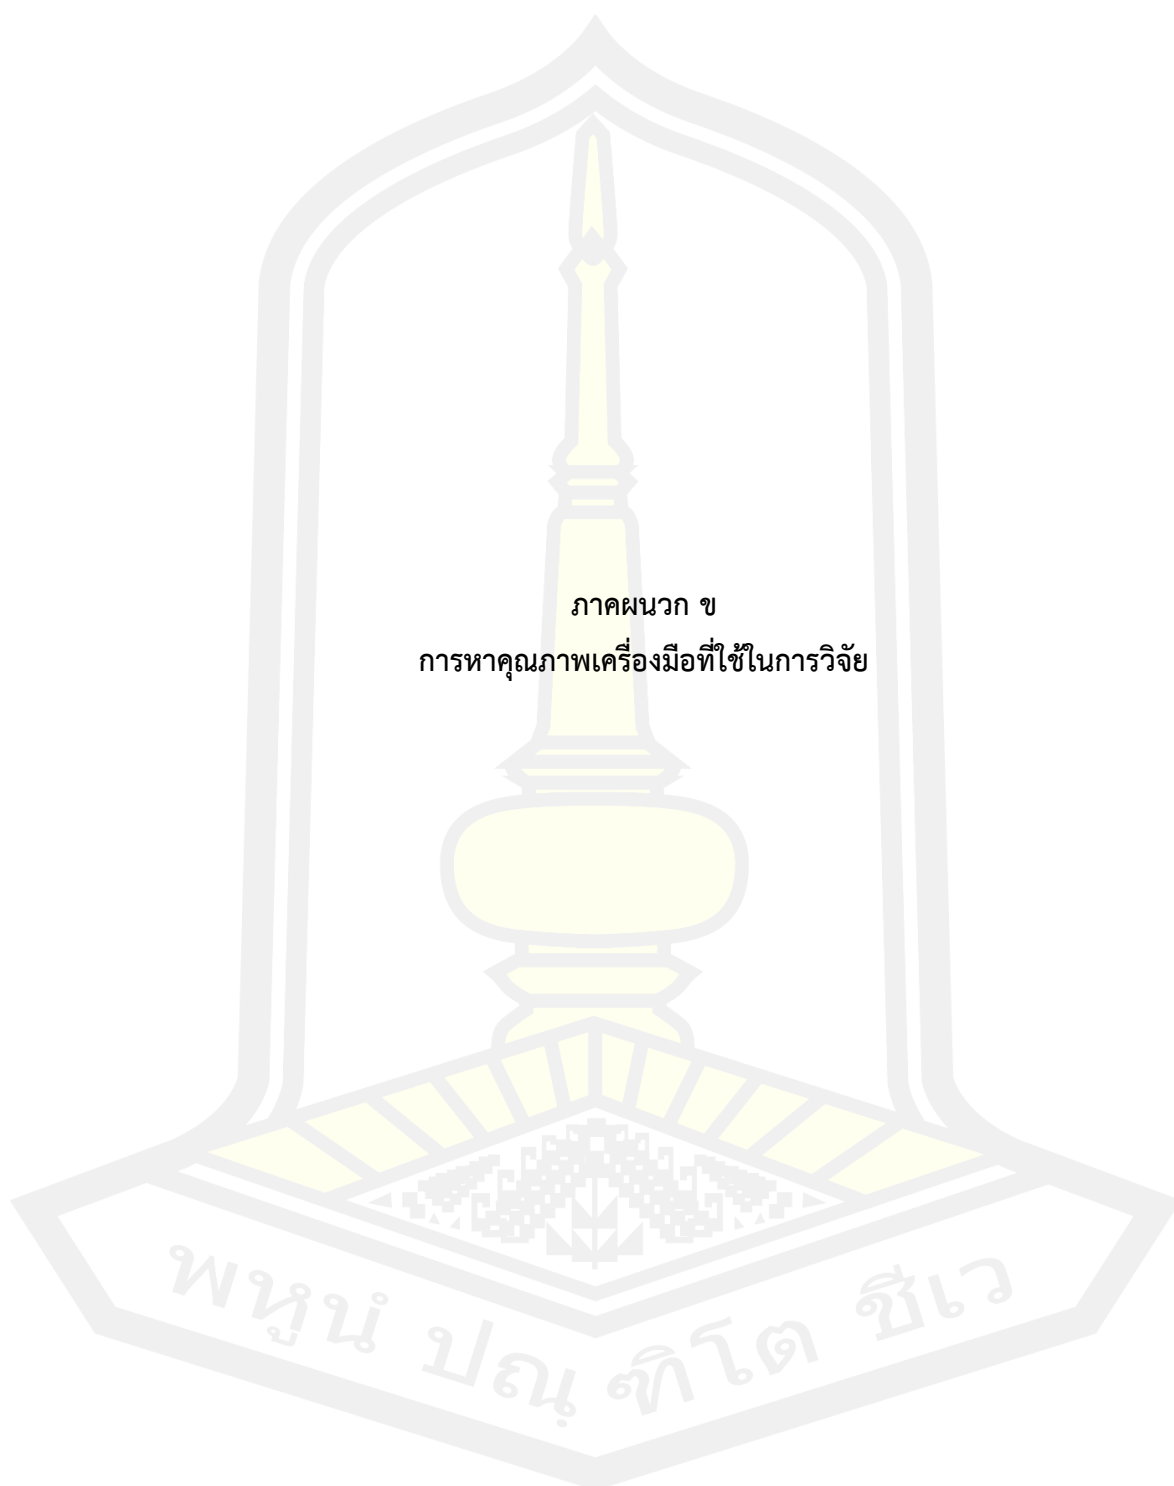 ภาคผนวก ข
การหาคุณภาพเครื่องมือที่ใช้ในการวิจัย
พหูนํ ปณฺฑิโต ชีเว